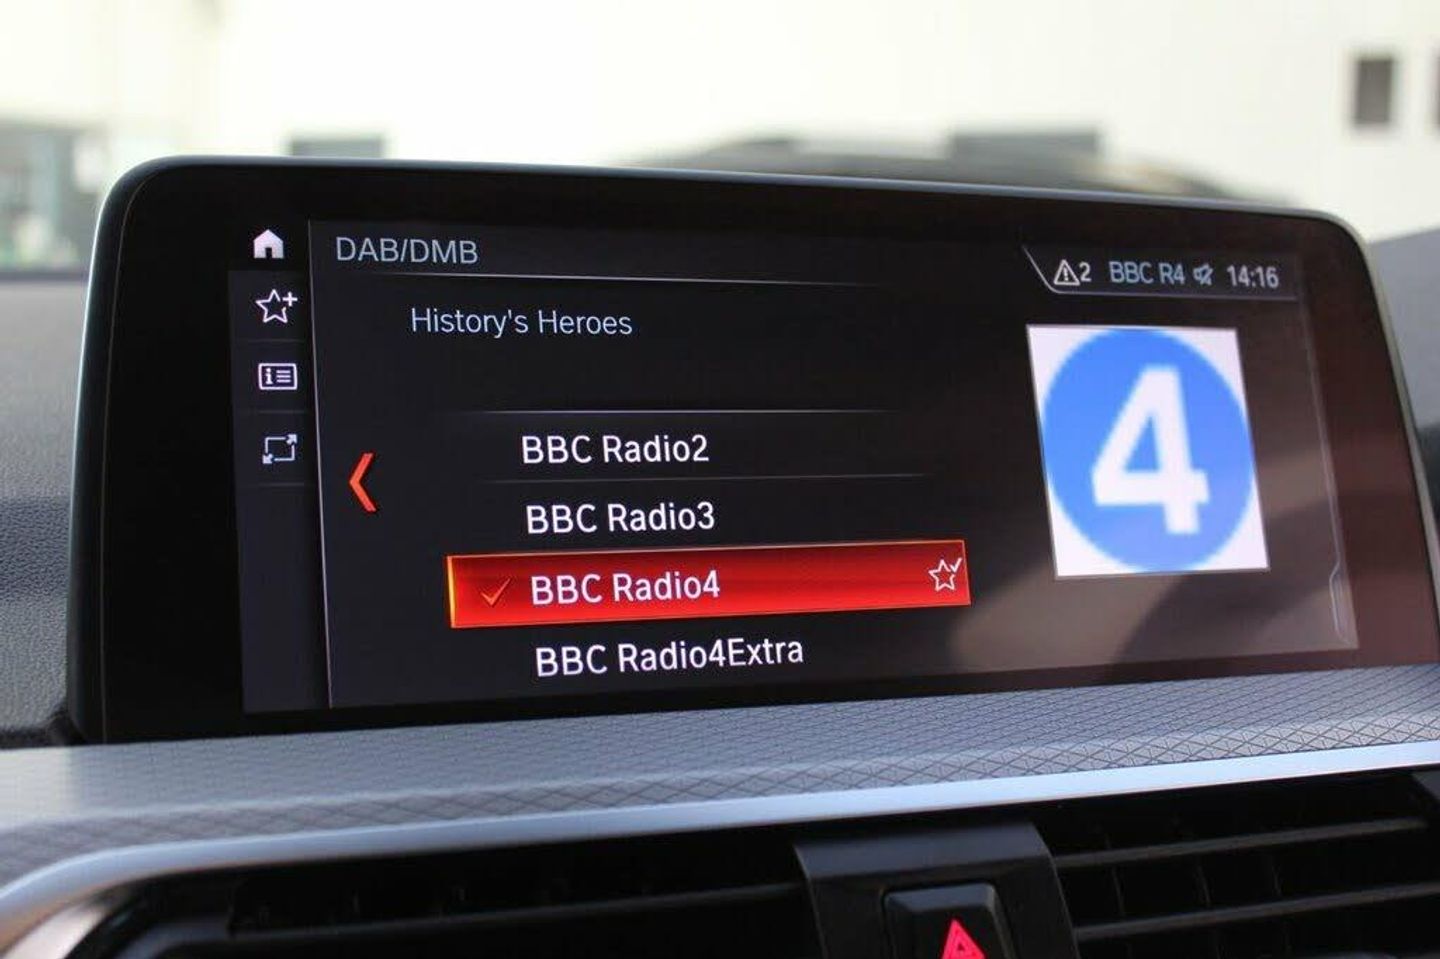 DAB/DMB
2 BBC R4 14:16
History's Heroes
BBC Radio2
BBC Radio3
BBC Radio4
BBC Radio4Extra
4